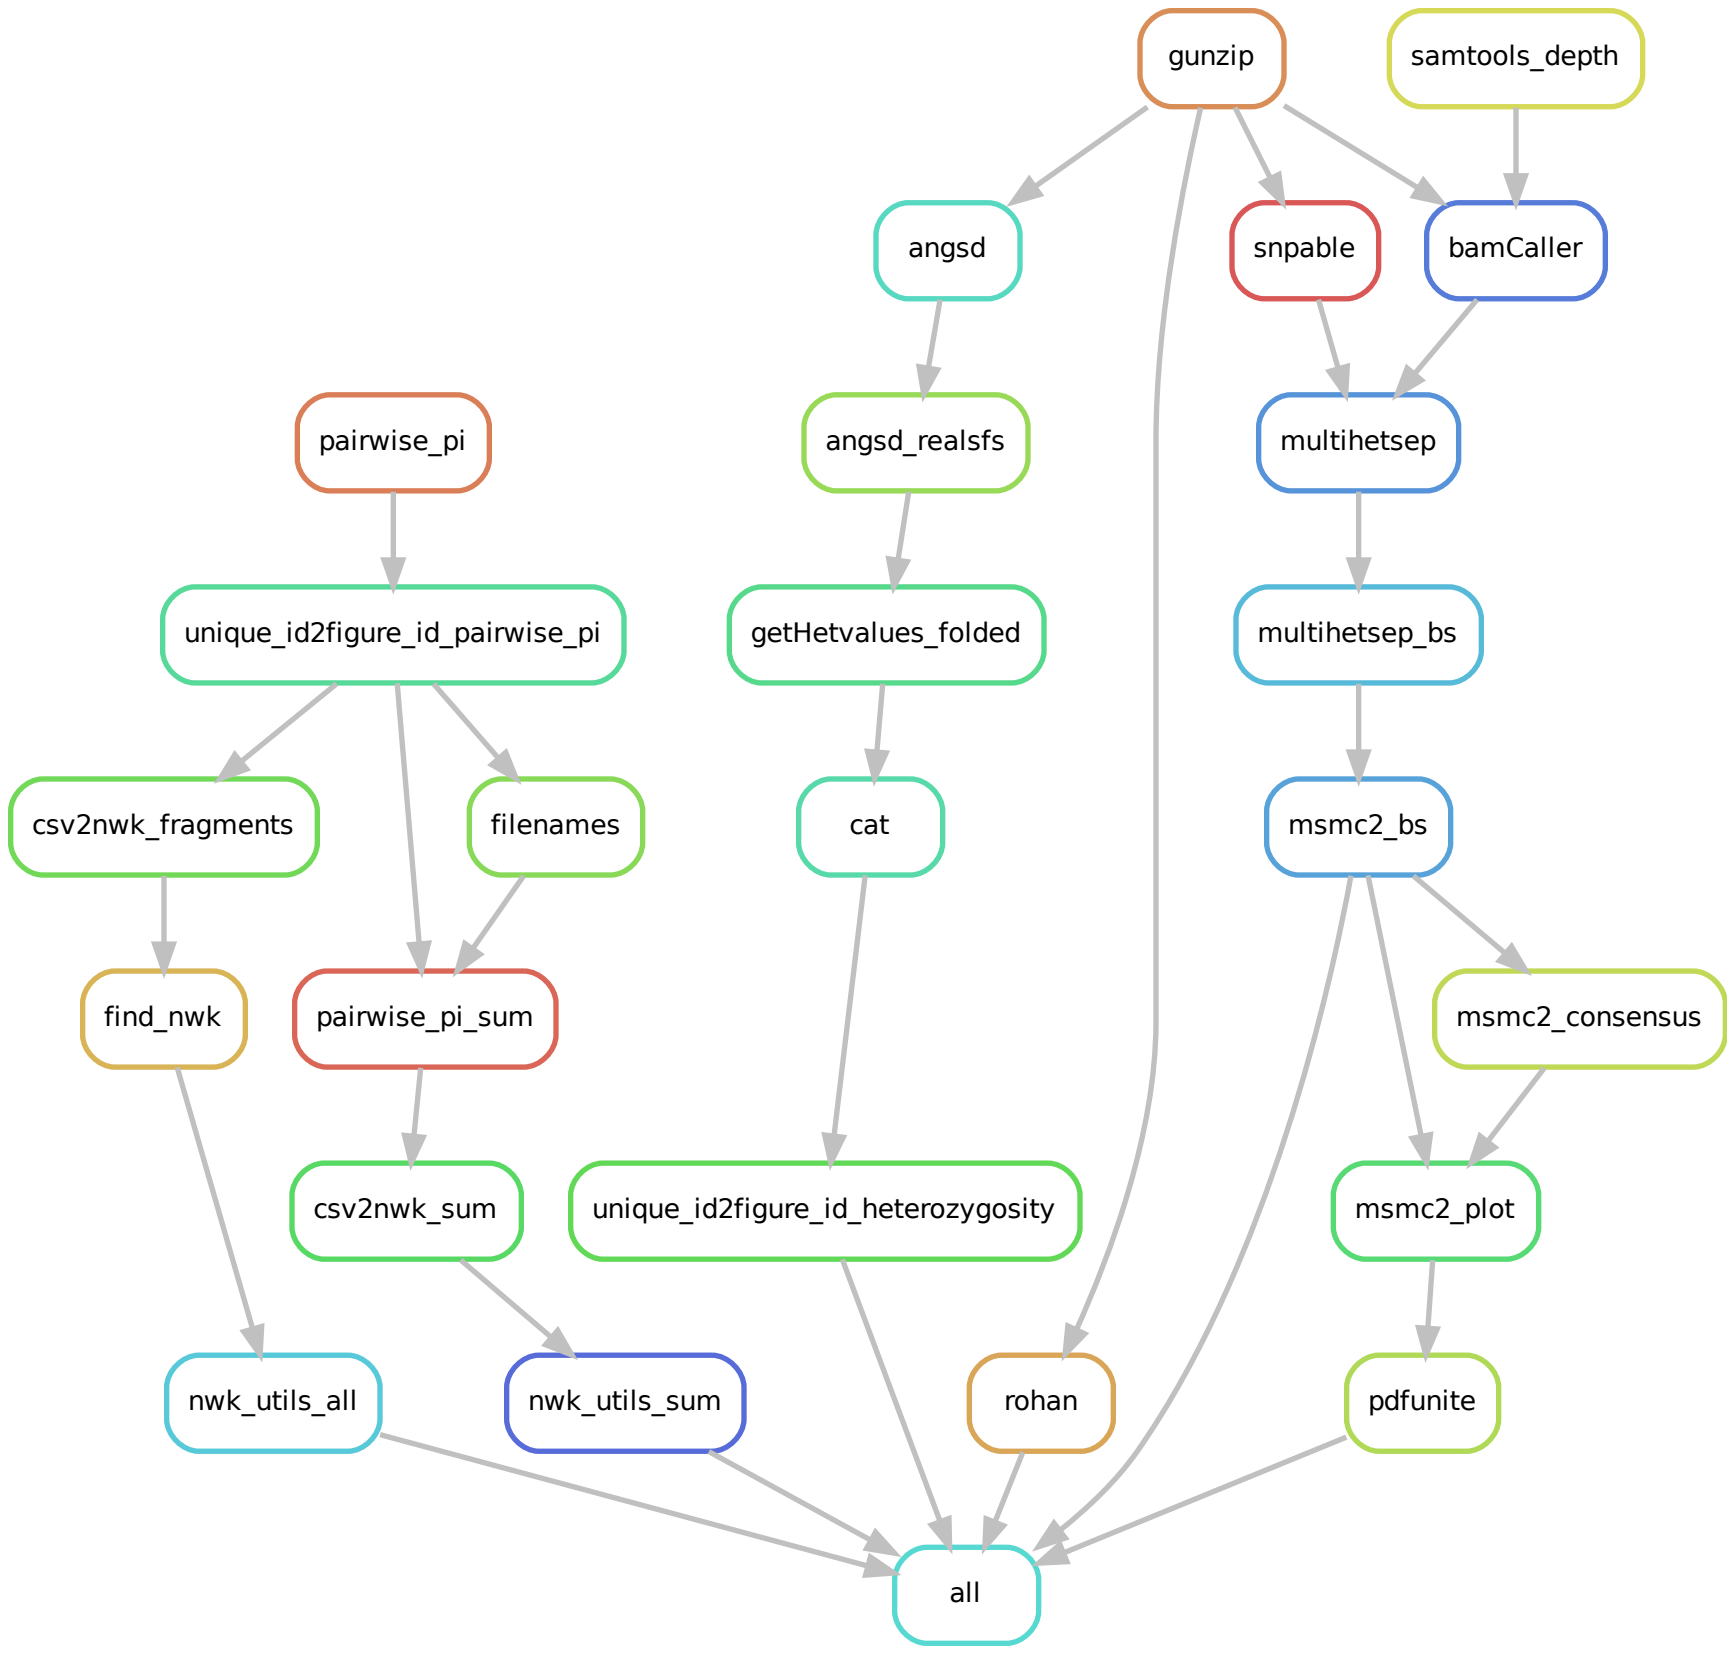 gunzip
samtools_depth
angsd
snpable
bamCaller
pairwise_pi
angsd_realsfs
multihetsep
unique_id2figure_id_pairwise_pi
getHetvalues_folded
multihetsep_bs
csv2nwk_fragments
filenames
cat
msmc2_bs
find_nwk
pairwise_pi_sum
msmc2_consensus
csv2nwk_sum
unique_id2figure_id_heterozygosity
msmc2_plot
nwk_utils_all
nwk_utils_sum
rohan
pdfunite
all